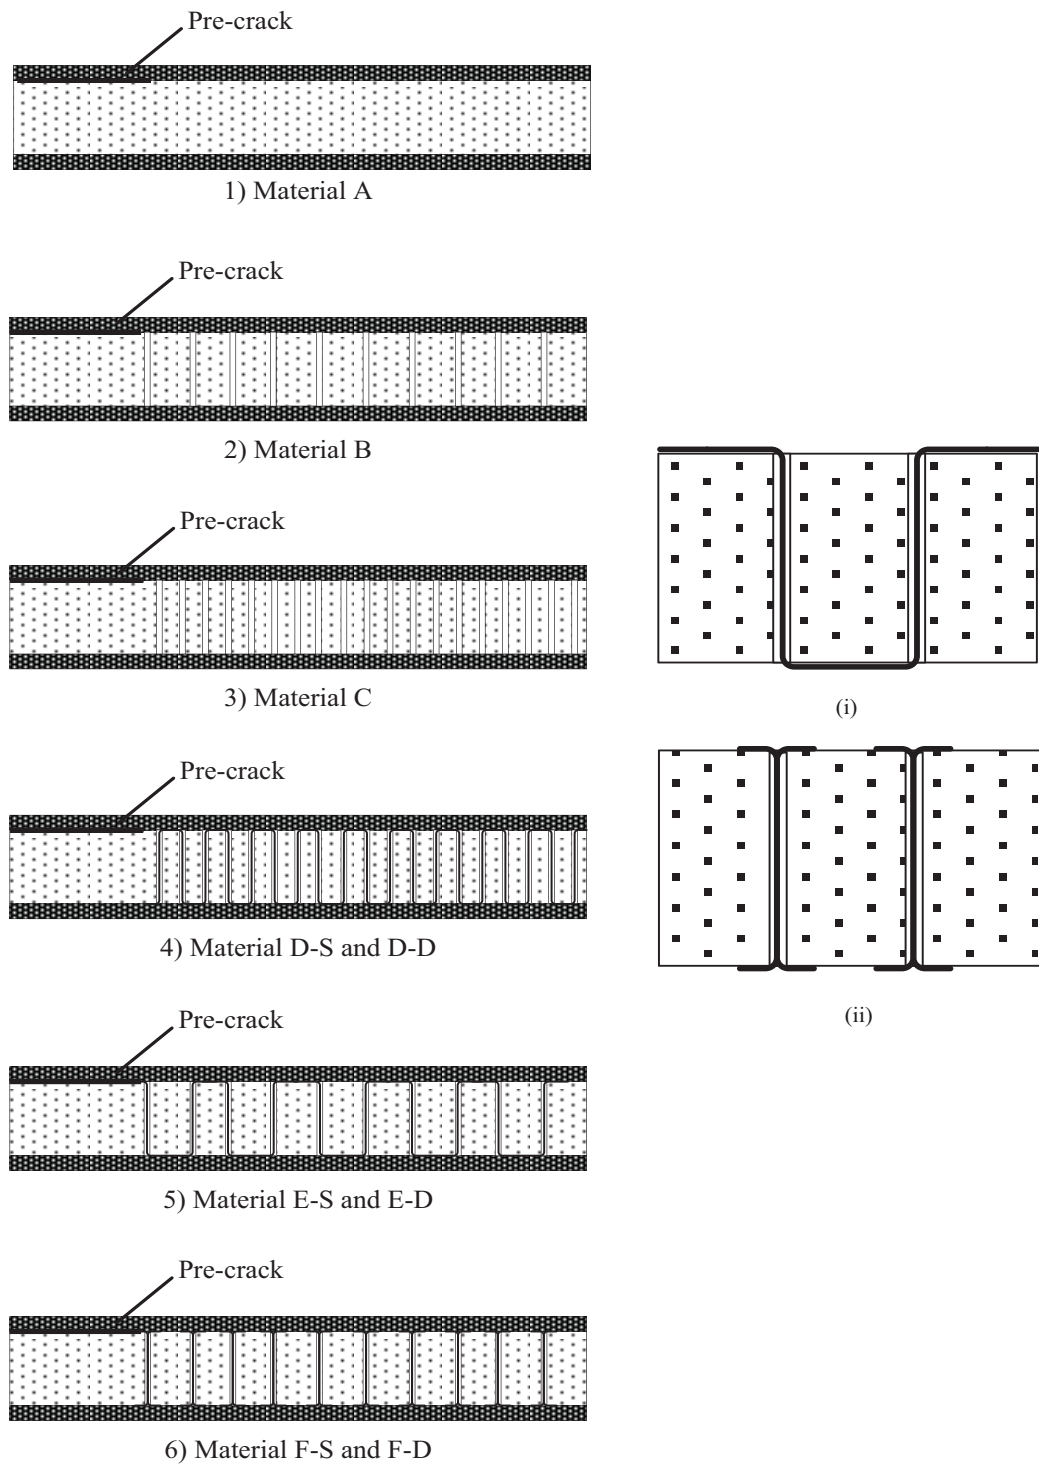 Pre-crack
1) Material A
Pre-crack
2) Material B
Pre-crack
3) Material C
Pre-crack
4) Material D-S and D-D
Pre-crack
5) Material E-S and E-D
Pre-crack
6) Material F-S and F-D
(i)
(ii)